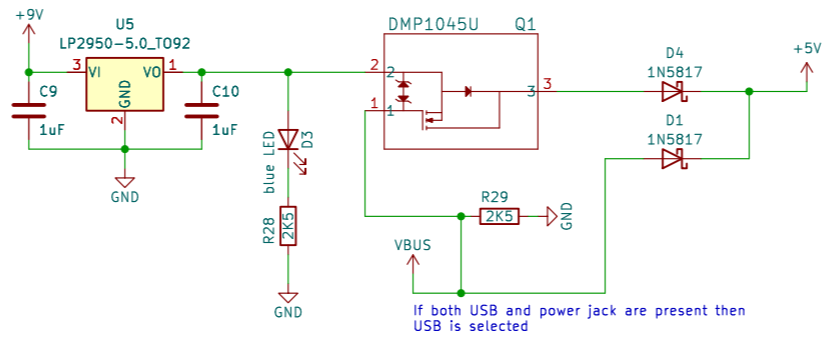 +9V
U5
LP2950-5.0_TO92
3
VI
VO
1
GND
2
C9
1uF
C10
1uF
GND
blue LED
D3
R28
2K5
GND
DMP1045U
Q1
2
2
1
1
3
3
R29
2K5
GND
VBUS
D4
1N5817
D1
1N5817
+5V
If both USB and power jack are present then
USB is selected